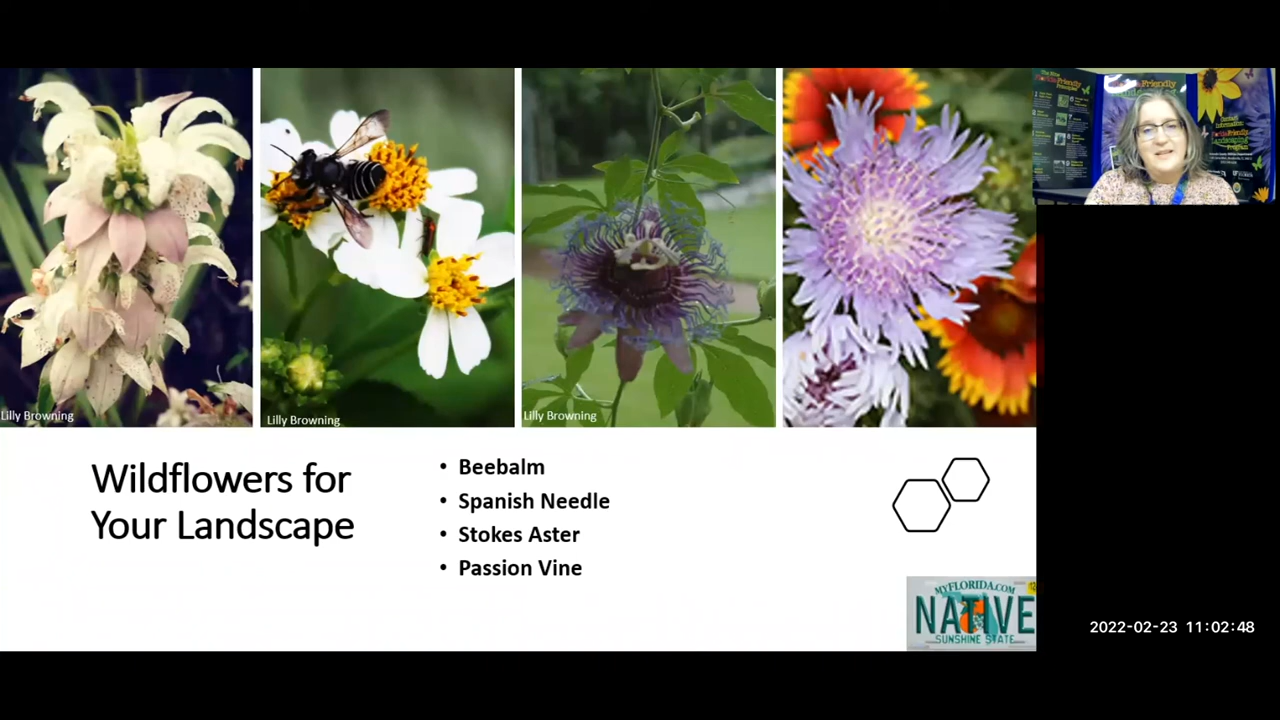 Lilly Browning
Lilly Browning
Lilly Browning
Wildflowers for
Your Landscape
• Beebalm
• Spanish Needle
• Stokes Aster
• Passion Vine
MYFLORIDA.COM
NATIVE
SUNSHINE STATE
2022-02-23 11:02:48